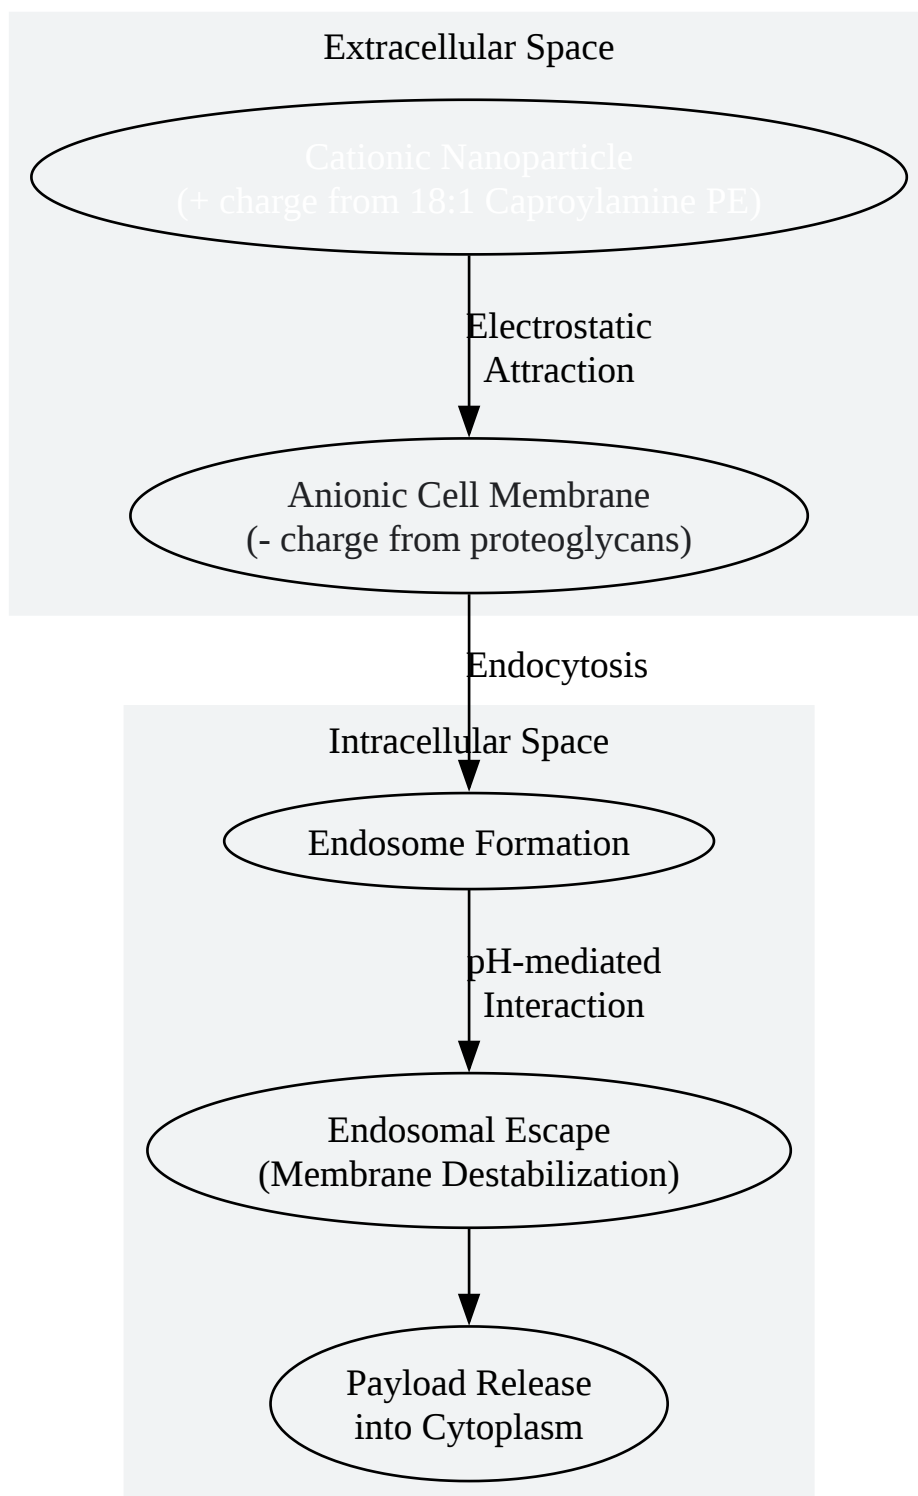 Extracellular Space
Cationic Nanoparticle
(+ charge from 18:1 Caproylamine PE)
Electrostatic
Attraction
Anionic Cell Membrane
(- charge from proteoglycans)
Endocytosis
Intracellular Space
Endosome Formation
pH-mediated
Interaction
Endosomal Escape
(Membrane Destabilization)
Payload Release
into Cytoplasm